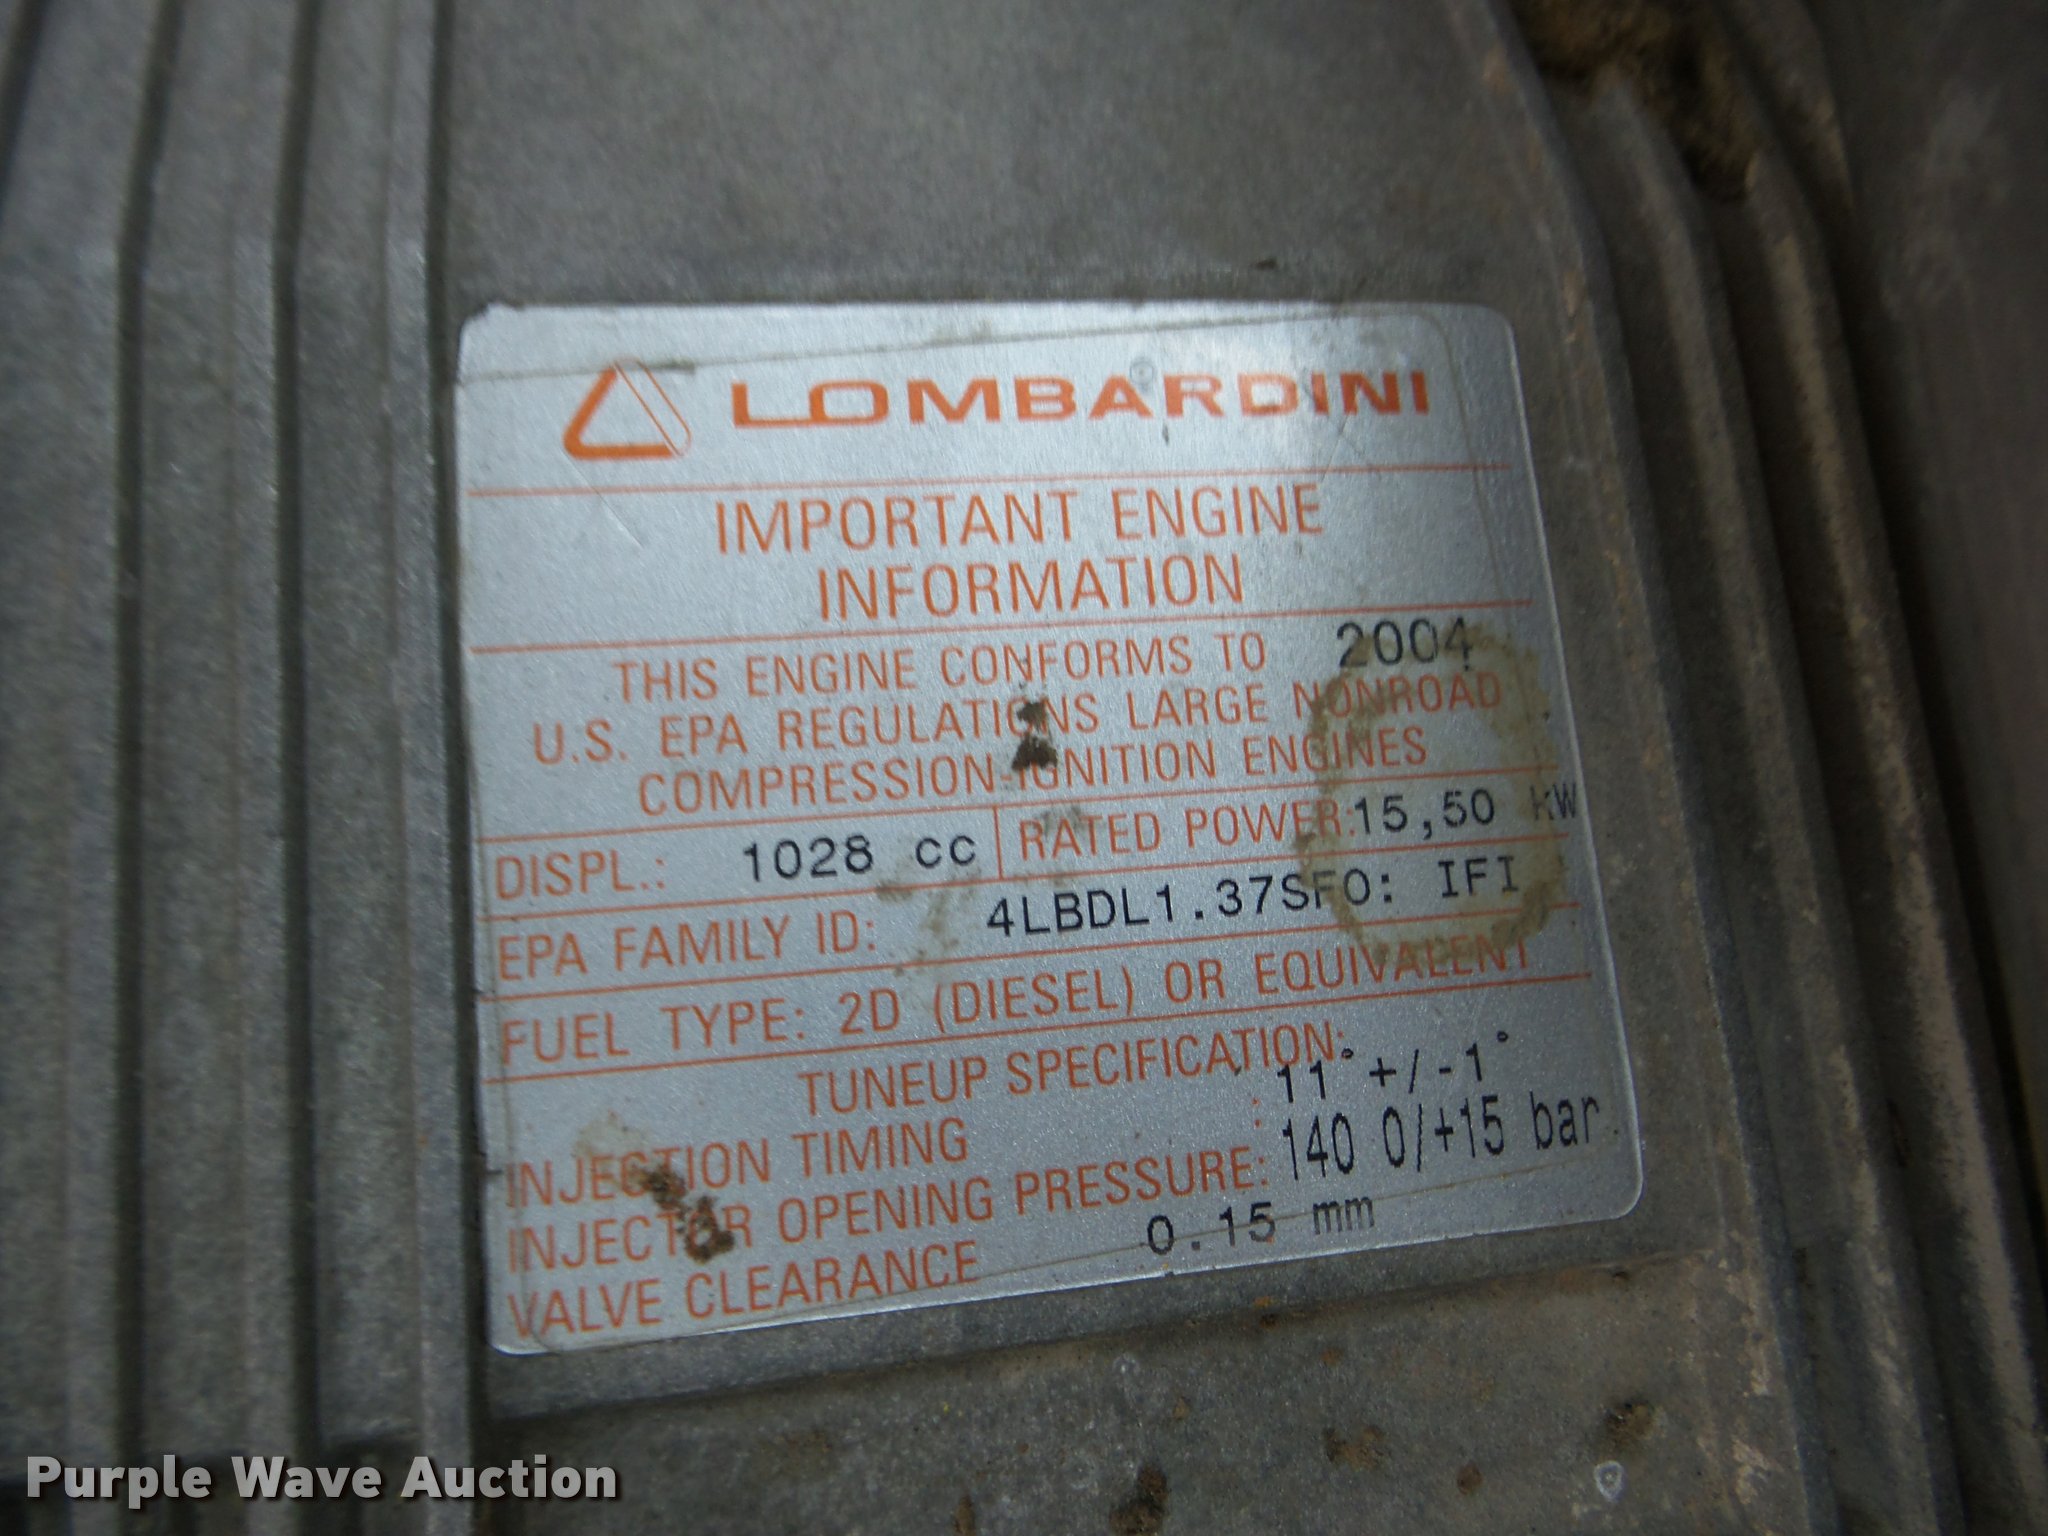 LOMBARDINI
IMPORTANT ENGINE
INFORMATION
THIS ENGINE CONFORMS TO 2004
U.S. EPA REGULATIONS LARGE NONROAD
COMPRESSION-IGNITION ENGINES
DISPL.: 1028 cc RATED POWER: 15,50 kW
EPA FAMILY ID: 4LBDL1.37SFO: IFI
FUEL TYPE: 2D (DIESEL) OR EQUIVALENT
TUNEUP SPECIFICATION:
INJECTION TIMING : 11°+/-1°
INJECTOR OPENING PRESSURE: 140 0/+15 bar
VALVE CLEARANCE 0.15 mm
Purple Wave Auction